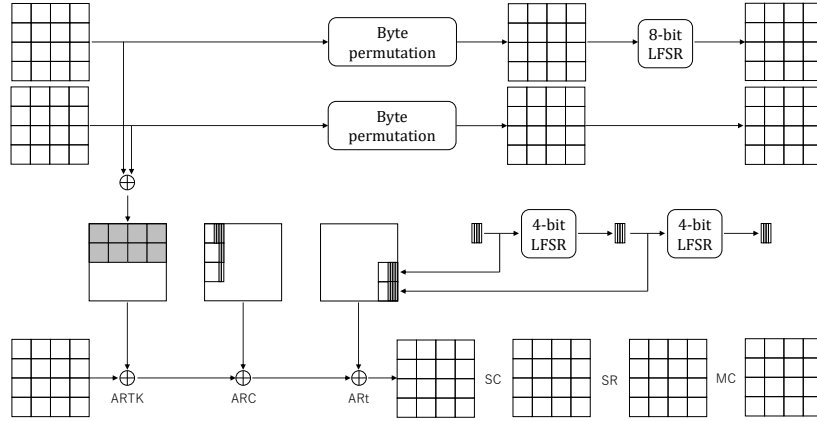 Byte
permutation
8-bit
LFSR
Byte
permutation
4-bit
LFSR
4-bit
LFSR
ARTK
ARC
ARt
SC
SR
MC